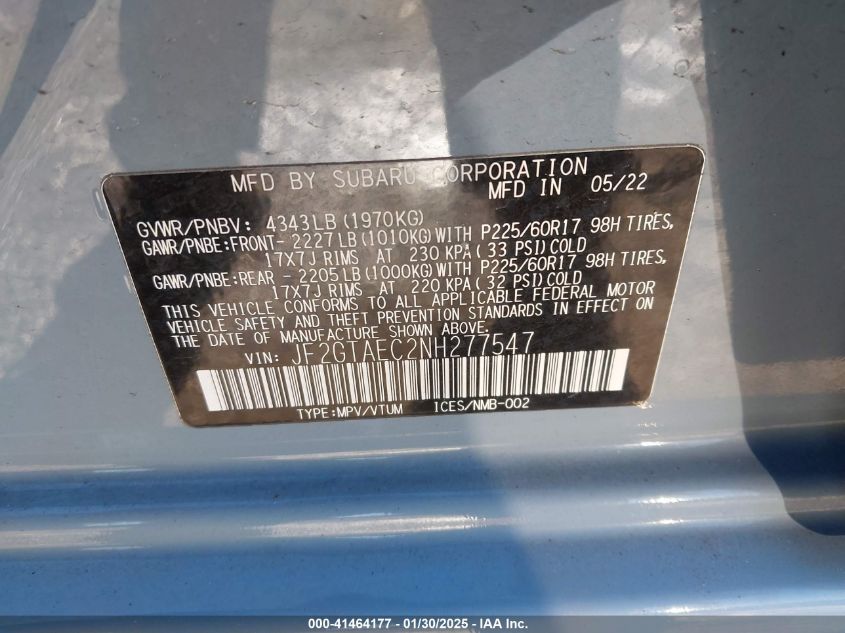 MFD BY SUBARU CORPORATION
MFD IN 05/22
GVWR/PNBV: 4343LB (1970KG)
GAWR/PNBE:FRONT- 2227LB (1010KG) WITH P225/60R17 98H TIRES,
17X7J RIMS AT 230 KPA ( 33 PSI) COLD
GAWR/PNBE:REAR - 2205LB (1000KG) WITH P225/60R17 98H TIRES,
17X7J RIMS AT 220 KPA ( 32 PSI) COLD
THIS VEHICLE CONFORMS TO ALL APPLICABLE FEDERAL MOTOR
VEHICLE SAFETY AND THEFT PREVENTION STANDARDS IN EFFECT ON
THE DATE OF MANUFACTURE SHOWN ABOVE.
VIN: JF2GTAEC2NH277547
TYPE:MPV/VTUM ICES/NMB-002
000-41464177 - 01/30/2025 - IAA Inc.